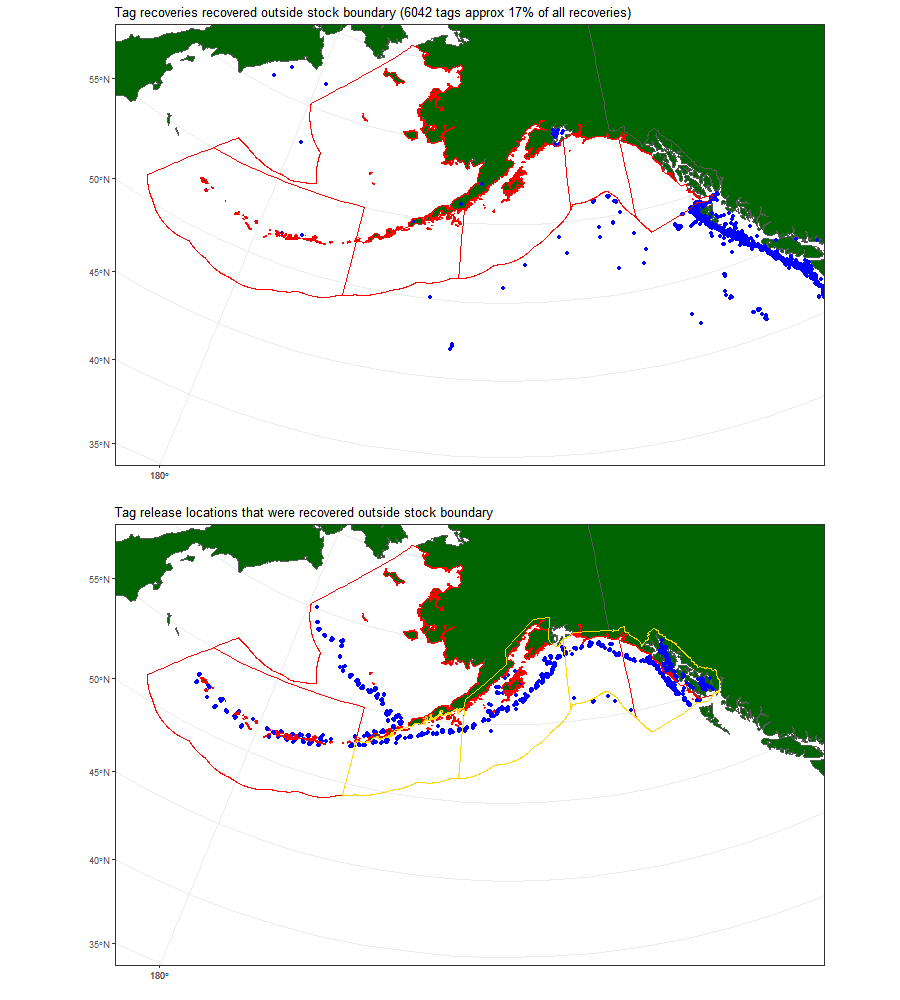 Tag recoveries recovered outside stock boundary (6042 tags approx 17% of all recoveries)
55°N
50°N
45°N
40°N
35°N
180°
Tag release locations that were recovered outside stock boundary
55°N
50°N
45°N
40°N
35°N
180°